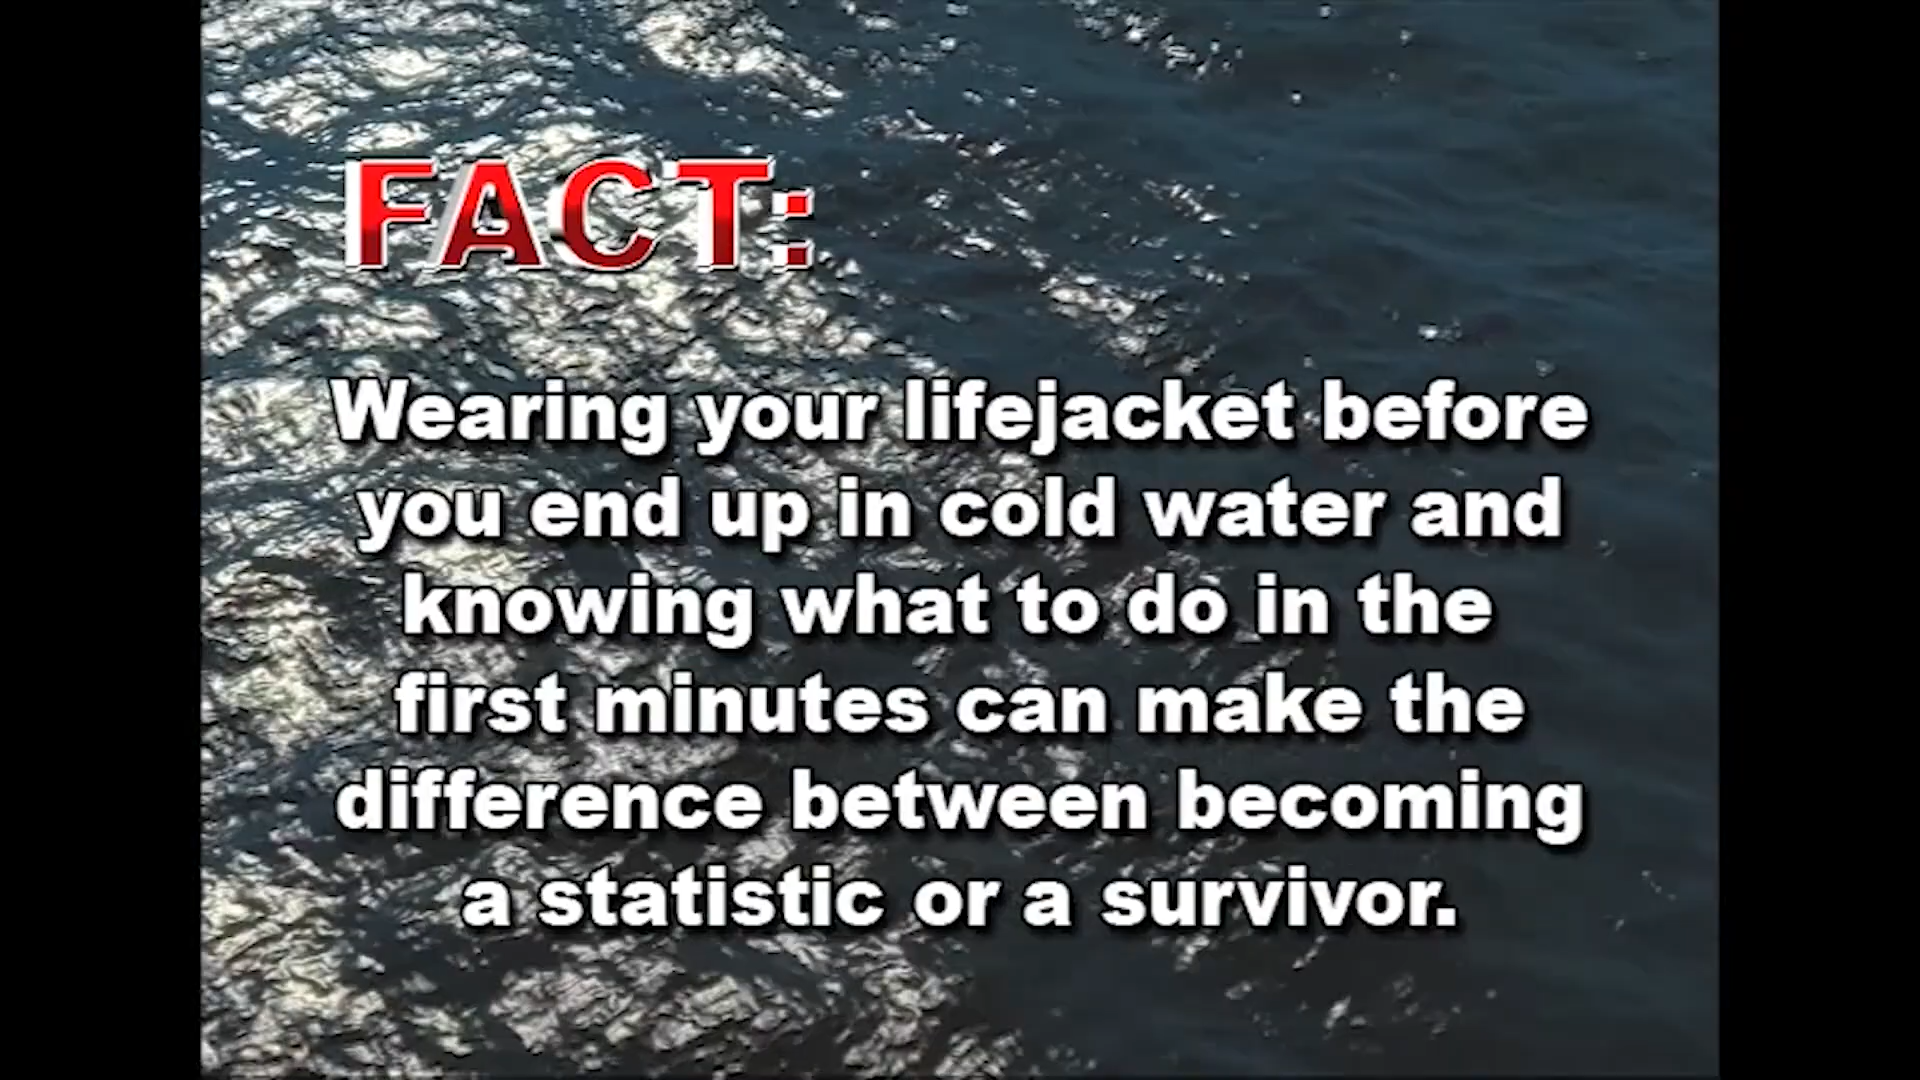 FACT:
Wearing your lifejacket before
you end up in cold water and
knowing what to do in the
first minutes can make the
difference between becoming
a statistic or a survivor.